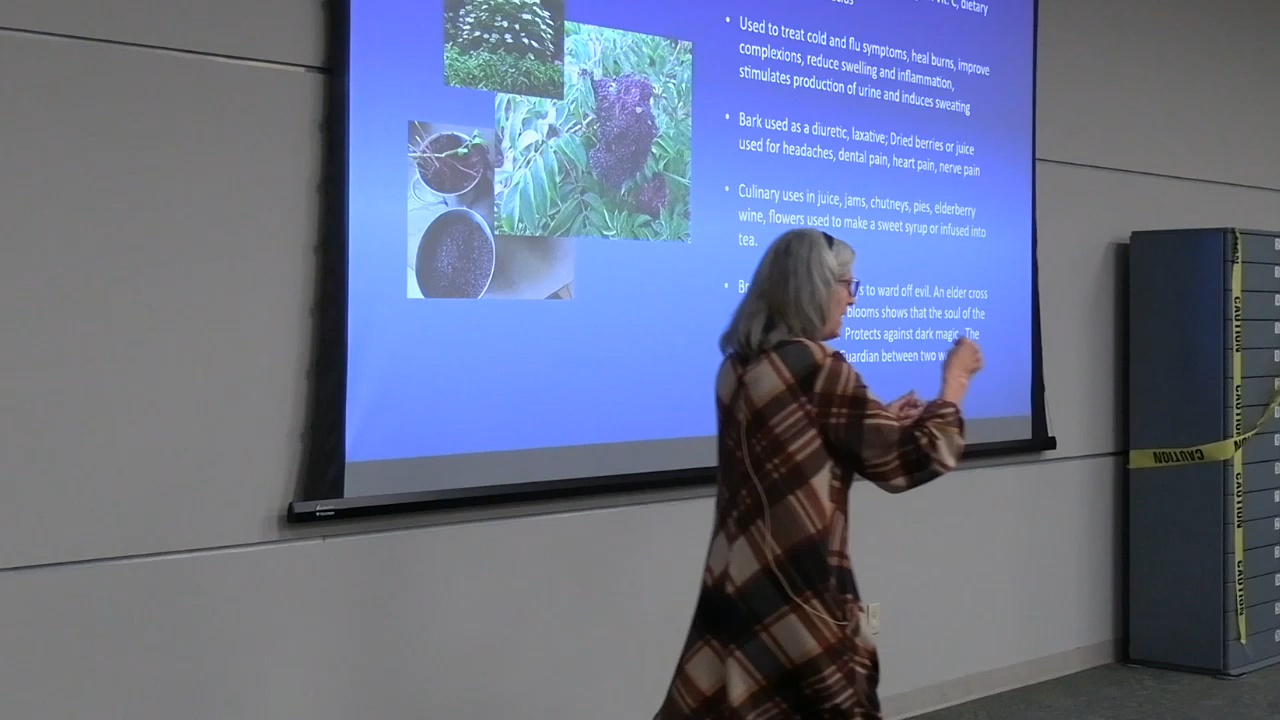 Vit. C, dietary
• Used to treat cold and flu symptoms, heal burns, improve
complexions, reduce swelling and inflammation,
stimulates production of urine and induces sweating
• Bark used as a diuretic, laxative; Dried berries or juice
used for headaches, dental pain, heart pain, nerve pain
• Culinary uses in juice, jams, chutneys, pies, elderberry
wine, flowers used to make a sweet syrup or infused into
tea.
• to ward off evil. An elder cross
blooms shows that the soul of the
Protects against dark magic. The
Guardian between two
CAUTION
CAUTION
CAUTION
CAUTION
CAUTION